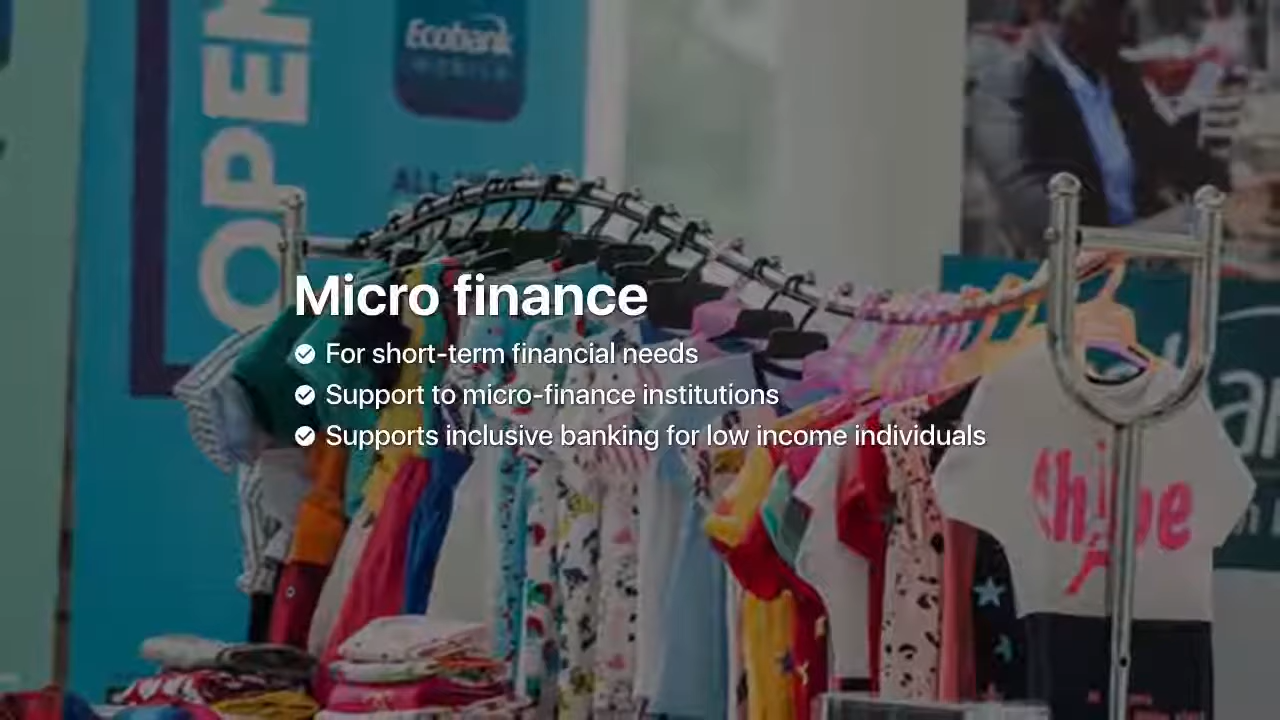 OPEN
Ecobank
MOBILE
Micro finance
For short-term financial needs
Support to micro-finance institutions
Supports inclusive banking for low income individuals